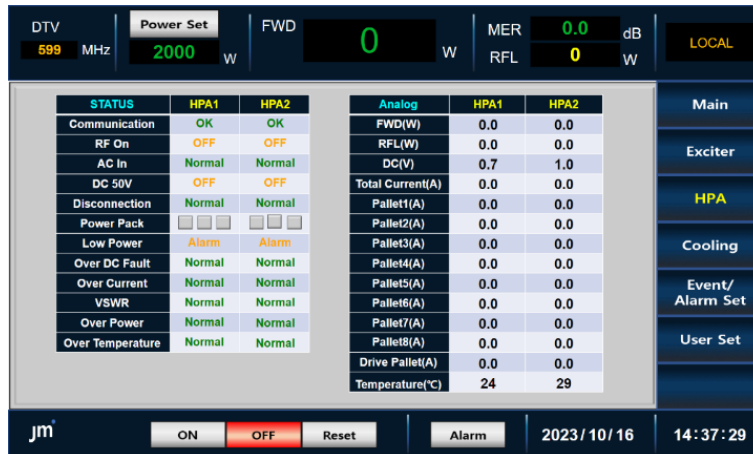 DTV Power Set FWD MER 0.0 dB LOCAL
599 MHz 2000 W 0 W RFL 0 W
STATUS HPA1 HPA2
Communication OK OK
RF On OFF OFF
AC In Normal Normal
DC 50V OFF OFF
Disconnection Normal Normal
Power Pack
Low Power Alarm Alarm
Over DC Fault Normal Normal
Over Current Normal Normal
VSWR Normal Normal
Over Power Normal Normal
Over Temperature Normal Normal
Analog HPA1 HPA2
FWD(W) 0.0 0.0
RFL(W) 0.0 0.0
DC(V) 0.7 1.0
Total Current(A) 0.0 0.0
Pallet1(A) 0.0 0.0
Pallet2(A) 0.0 0.0
Pallet3(A) 0.0 0.0
Pallet4(A) 0.0 0.0
Pallet5(A) 0.0 0.0
Pallet6(A) 0.0 0.0
Pallet7(A) 0.0 0.0
Pallet8(A) 0.0 0.0
Drive Pallet(A) 0.0 0.0
Temperature(℃) 24 29
Main
Exciter
HPA
Cooling
Event/
Alarm Set
User Set
Jm ON OFF Reset Alarm 2023/10/16 14:37:29